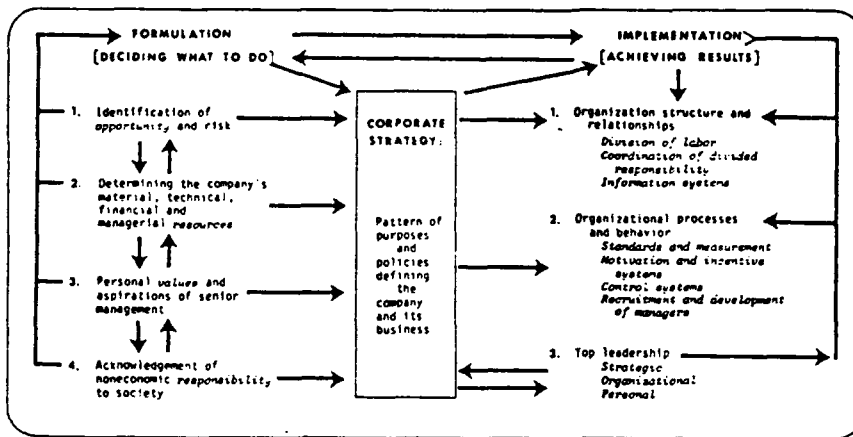 FORMULATION
[DECIDING WHAT TO DO]
1. Identification of
opportunity and risk
2. Determining the company's
material, technical,
financial and
managerial resources
3. Personal values and
aspirations of senior
management
4. Acknowledgement of
noneconomic responsibility
to society
CORPORATE
STRATEGY:
Pattern of
purposes
and
policies
defining
the
company
and its
business
IMPLEMENTATION
[ACHIEVING RESULTS]
1. Organization structure and
relationships
Division of labor
Coordination of divided
responsibility
Information systems
2. Organizational processes
and behavior
Standards and measurement
Motivation and incentive
systems
Control systems
Recruitment and development
of managers
3. Top leadership
Strategic
Organizational
Personal